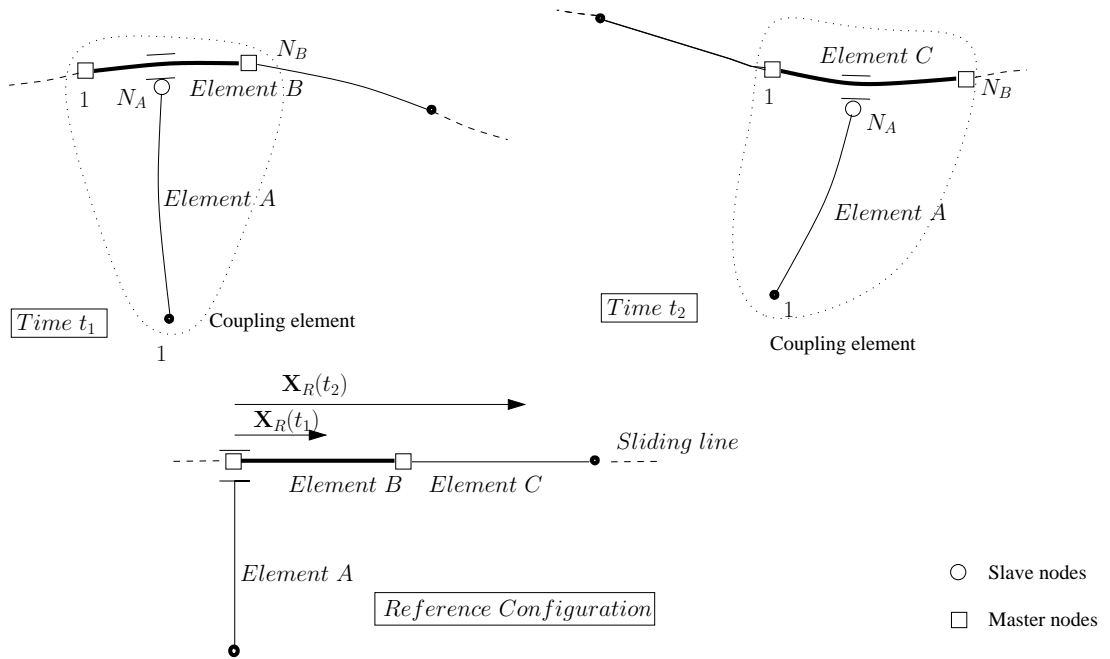 N_B
Element B
1
N_A
Element A
Time t_1
Coupling element
1
Element C
1
N_B
N_A
Element A
Time t_2
1
Coupling element
X_R(t_2)
X_R(t_1)
Sliding line
Element B
Element C
Element A
Reference Configuration
Slave nodes
Master nodes